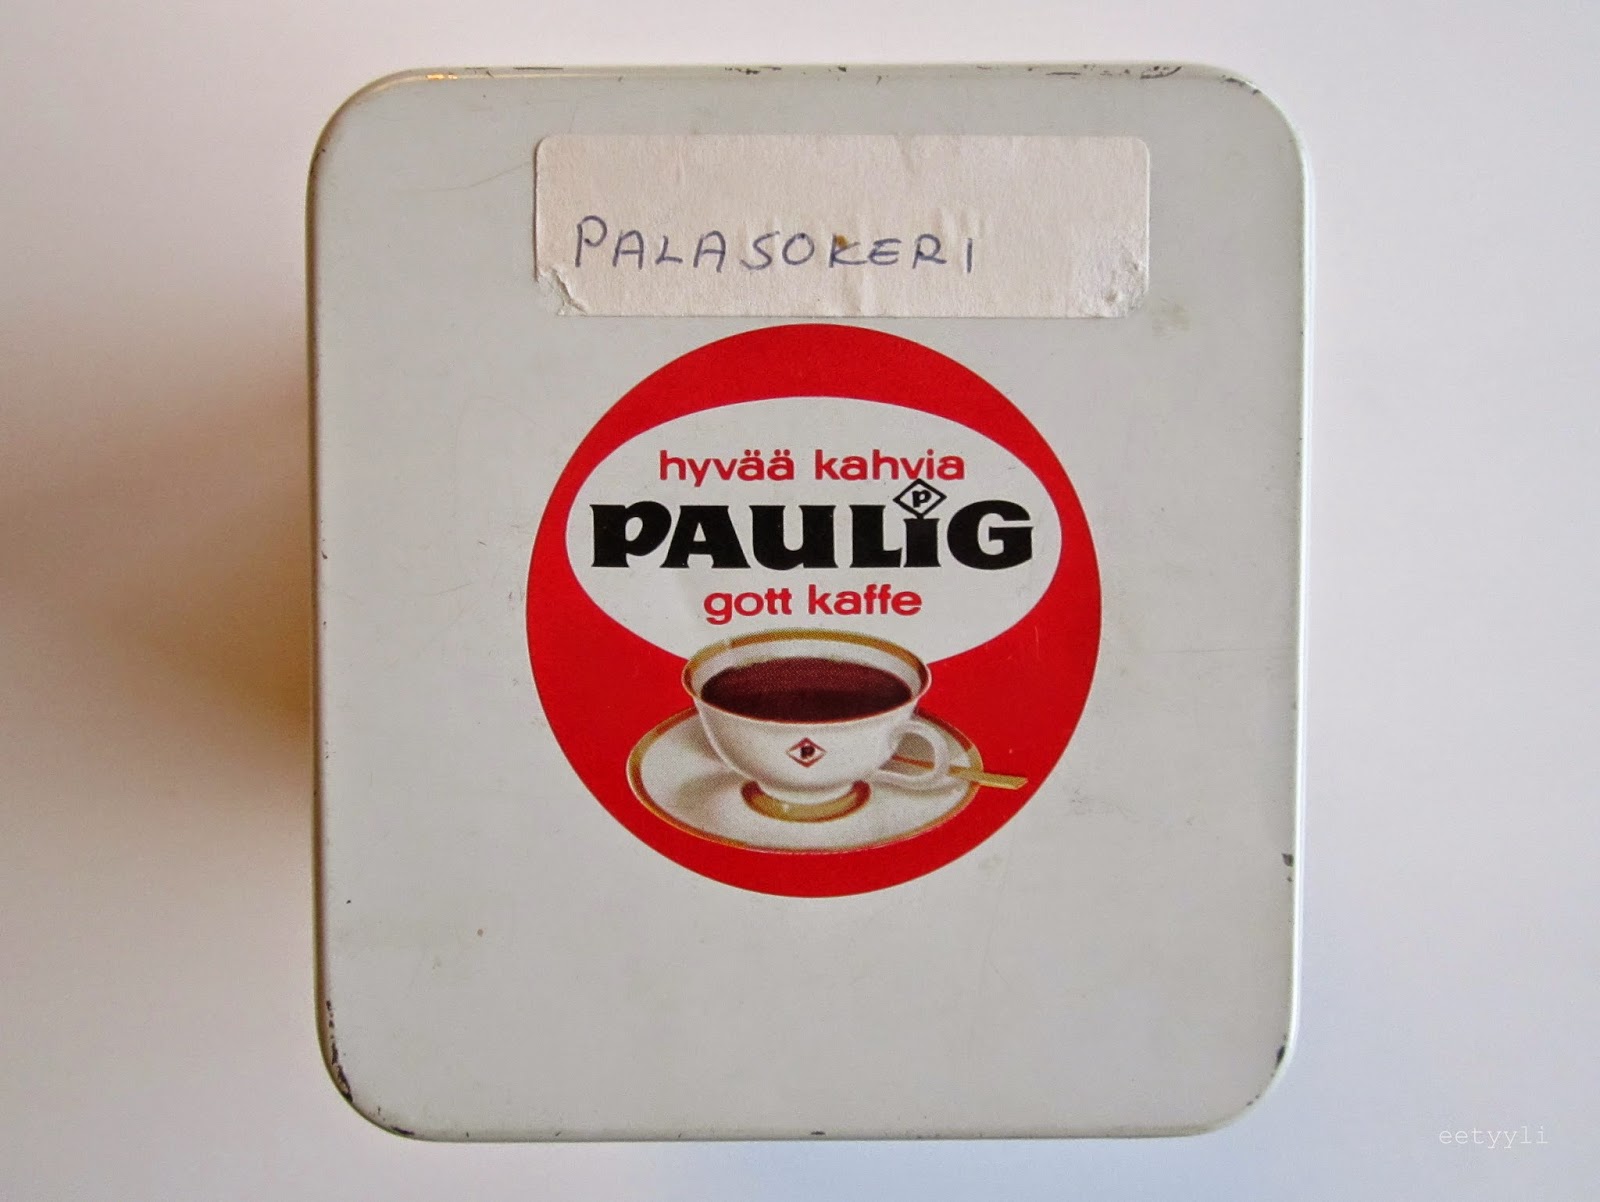 PALASOKERI
hyvää kahvia
P
PAULiG
gott kaffe
P
eetyyli